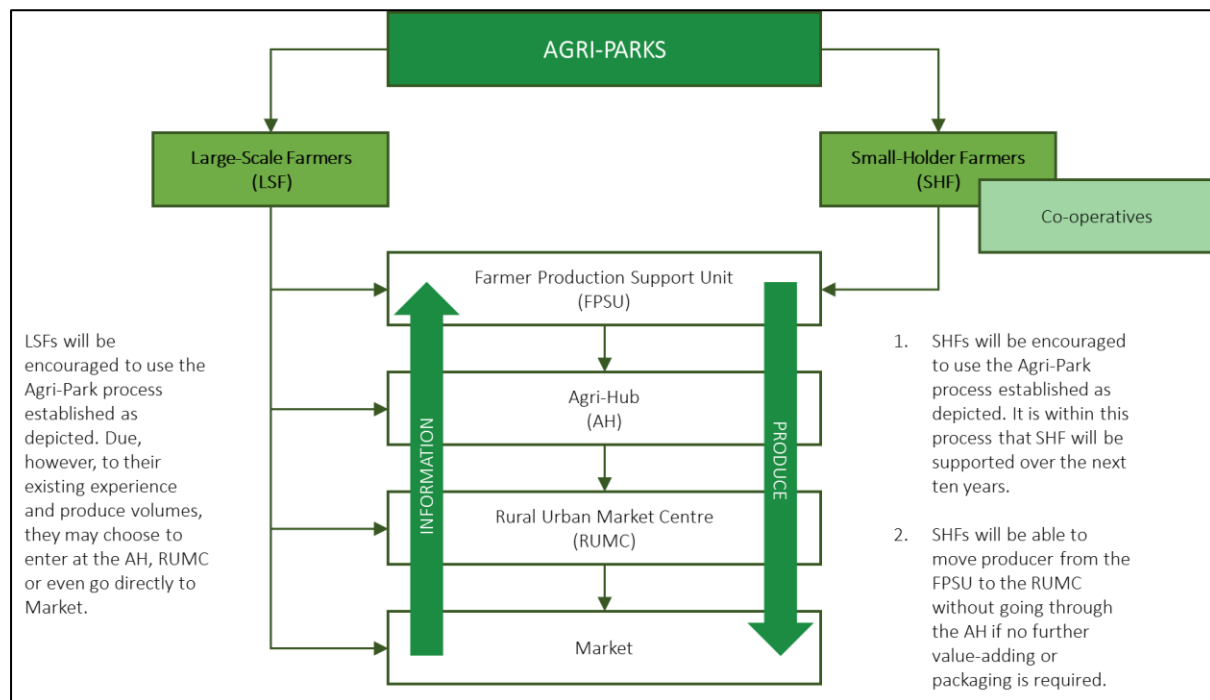 AGRI-PARKS
Large-Scale Farmers
(LSF)
Small-Holder Farmers
(SHF)
Co-operatives
Farmer Production Support Unit
(FPSU)
Agri-Hub
(AH)
Rural Urban Market Centre
(RUMC)
Market
INFORMATION
PRODUCE
LSFs will be
encouraged to use the
Agri-Park process
established as
depicted. Due,
however, to their
existing experience
and produce volumes,
they may choose to
enter at the AH, RUMC
or even go directly to
Market.
1. SHFs will be encouraged
to use the Agri-Park
process established as
depicted. It is within this
process that SHF will be
supported over the next
ten years.
2. SHFs will be able to
move producer from the
FPSU to the RUMC
without going through
the AH if no further
value-adding or
packaging is required.